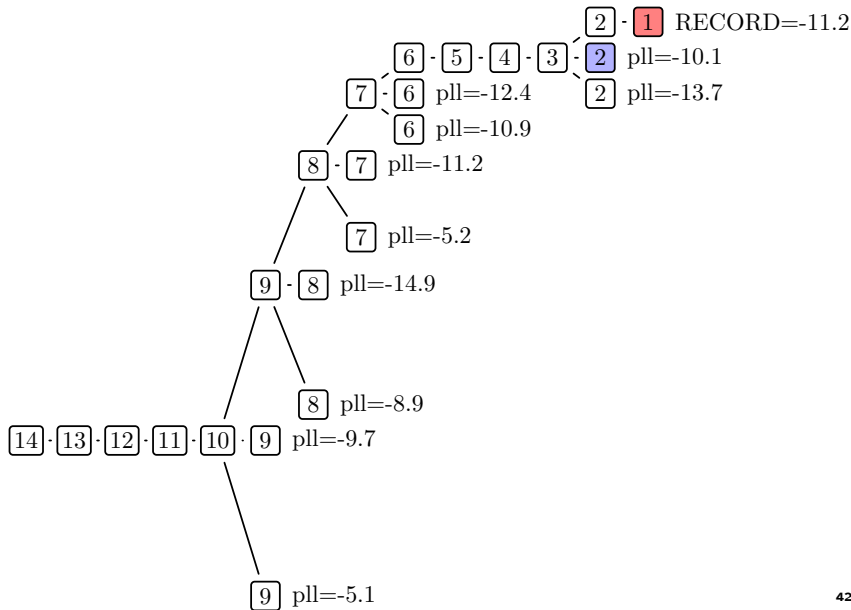 2 1 RECORD=-11.2
6 5 4 3 2 pll=-10.1
7 6 pll=-12.4 2 pll=-13.7
6 pll=-10.9
8 7 pll=-11.2
7 pll=-5.2
9 8 pll=-14.9
8 pll=-8.9
14 13 12 11 10 9 pll=-9.7
9 pll=-5.1
42